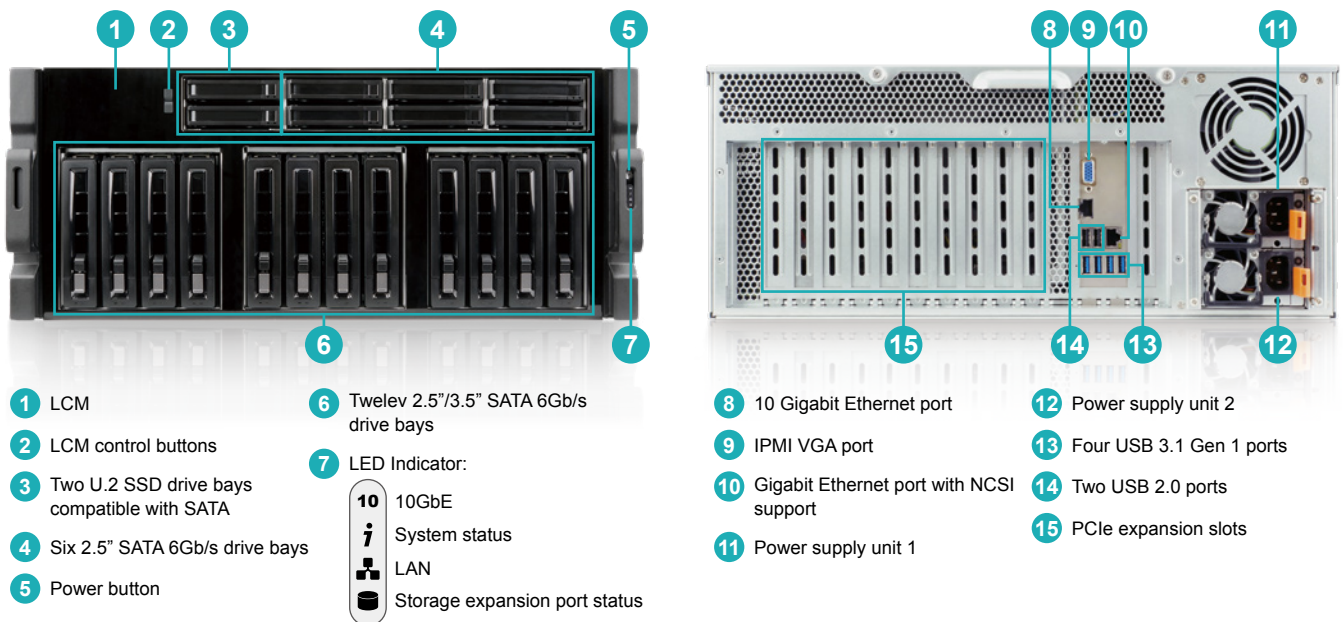 1 2 3 4 5
8 9 10 11
6 7
15 14 13 12
1 LCM
2 LCM control buttons
3 Two U.2 SSD drive bays
compatible with SATA
4 Six 2.5” SATA 6Gb/s drive bays
5 Power button
6 Twelev 2.5”/3.5” SATA 6Gb/s
drive bays
7 LED Indicator:
10 10GbE
i System status
LAN
Storage expansion port status
8 10 Gigabit Ethernet port
9 IPMI VGA port
10 Gigabit Ethernet port with NCSI
support
11 Power supply unit 1
12 Power supply unit 2
13 Four USB 3.1 Gen 1 ports
14 Two USB 2.0 ports
15 PCIe expansion slots